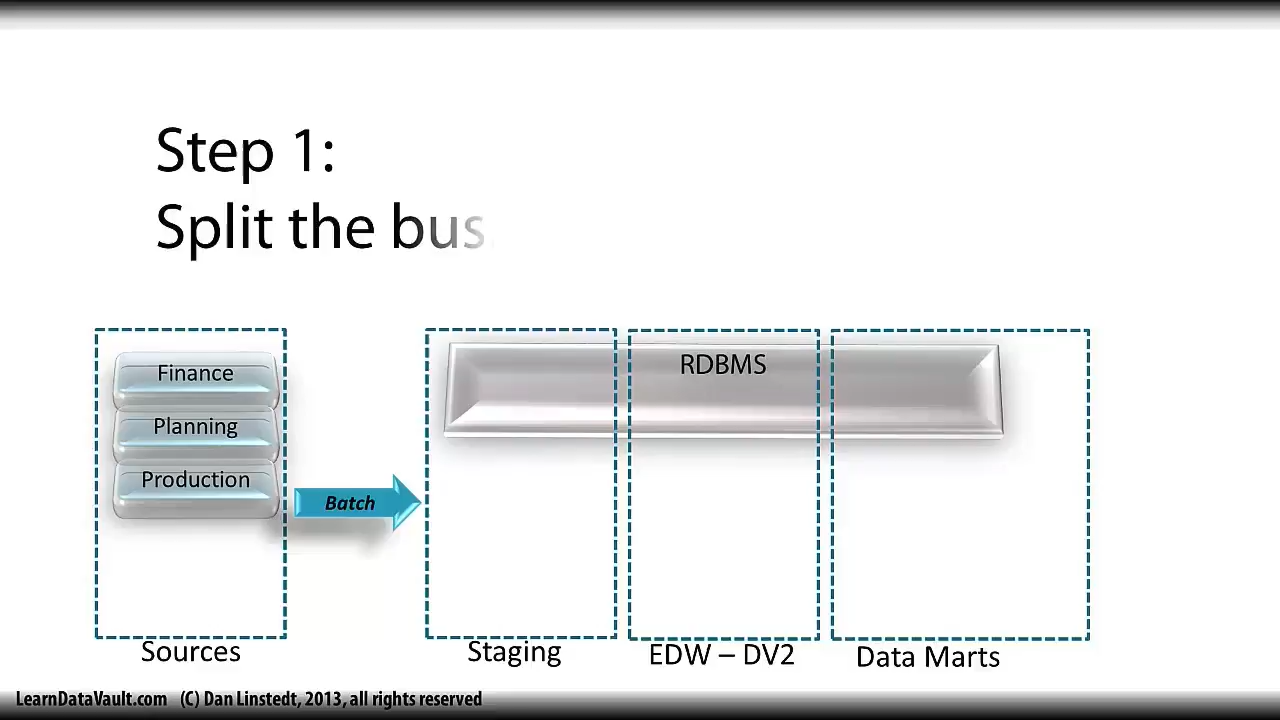 Step 1:
Split the bus
RDBMS
Finance
Planning
Production
Batch
Sources
Staging
EDW – DV2
Data Marts
LearnDataVault.com (C) Dan Linstedt, 2013, all rights reserved